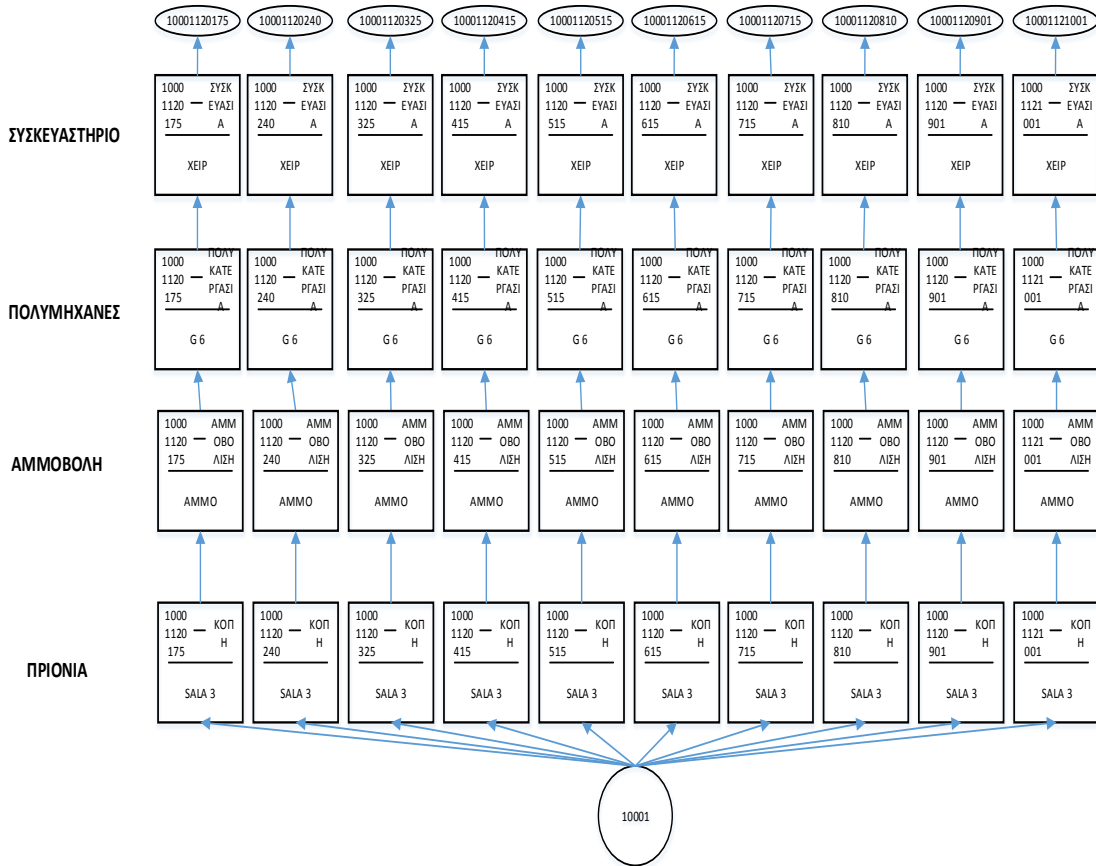 10001120175 10001120240 10001120325 10001120415 10001120515 10001120615 10001120715 10001120810 10001120901 10001121001
ΣΥΣΚΕΥΑΣΤΗΡΙΟ
1000 ΣΥΣΚ 1000 ΣΥΣΚ 1000 ΣΥΣΚ 1000 ΣΥΣΚ 1000 ΣΥΣΚ 1000 ΣΥΣΚ 1000 ΣΥΣΚ 1000 ΣΥΣΚ 1000 ΣΥΣΚ 1000 ΣΥΣΚ
1120 — ΕΥΑΣΙ 1120 — ΕΥΑΣΙ 1120 — ΕΥΑΣΙ 1120 — ΕΥΑΣΙ 1120 — ΕΥΑΣΙ 1120 — ΕΥΑΣΙ 1120 — ΕΥΑΣΙ 1120 — ΕΥΑΣΙ 1120 — ΕΥΑΣΙ 1121 — ΕΥΑΣΙ
175 Α 240 Α 325 Α 415 Α 515 Α 615 Α 715 Α 810 Α 901 Α 001 Α
ΧΕΙΡ ΧΕΙΡ ΧΕΙΡ ΧΕΙΡ ΧΕΙΡ ΧΕΙΡ ΧΕΙΡ ΧΕΙΡ ΧΕΙΡ ΧΕΙΡ
ΠΟΛΥΜΗΧΑΝΕΣ
ΠΟΛΥ ΠΟΛΥ ΠΟΛΥ ΠΟΛΥ ΠΟΛΥ ΠΟΛΥ ΠΟΛΥ ΠΟΛΥ ΠΟΛΥ ΠΟΛΥ
1000 ΚΑΤΕ 1000 ΚΑΤΕ 1000 ΚΑΤΕ 1000 ΚΑΤΕ 1000 ΚΑΤΕ 1000 ΚΑΤΕ 1000 ΚΑΤΕ 1000 ΚΑΤΕ 1000 ΚΑΤΕ 1000 ΚΑΤΕ
1120 — ΡΓΑΣΙ 1120 — ΡΓΑΣΙ 1120 — ΡΓΑΣΙ 1120 — ΡΓΑΣΙ 1120 — ΡΓΑΣΙ 1120 — ΡΓΑΣΙ 1120 — ΡΓΑΣΙ 1120 — ΡΓΑΣΙ 1120 — ΡΓΑΣΙ 1121 — ΡΓΑΣΙ
175 Α 240 Α 325 Α 415 Α 515 Α 615 Α 715 Α 810 Α 901 Α 001 Α
G 6 G 6 G 6 G 6 G 6 G 6 G 6 G 6 G 6 G 6
ΑΜΜΟΒΟΛΗ
1000 ΑΜΜ 1000 ΑΜΜ 1000 ΑΜΜ 1000 ΑΜΜ 1000 ΑΜΜ 1000 ΑΜΜ 1000 ΑΜΜ 1000 ΑΜΜ 1000 ΑΜΜ 1000 ΑΜΜ
1120 — ΟΒΟ 1120 — ΟΒΟ 1120 — ΟΒΟ 1120 — ΟΒΟ 1120 — ΟΒΟ 1120 — ΟΒΟ 1120 — ΟΒΟ 1120 — ΟΒΟ 1120 — ΟΒΟ 1121 — ΟΒΟ
175 ΛΙΣΗ 240 ΛΙΣΗ 325 ΛΙΣΗ 415 ΛΙΣΗ 515 ΛΙΣΗ 615 ΛΙΣΗ 715 ΛΙΣΗ 810 ΛΙΣΗ 901 ΛΙΣΗ 001 ΛΙΣΗ
ΑΜΜΟ ΑΜΜΟ ΑΜΜΟ ΑΜΜΟ ΑΜΜΟ ΑΜΜΟ ΑΜΜΟ ΑΜΜΟ ΑΜΜΟ ΑΜΜΟ
ΠΡΙΟΝΙΑ
1000 ΚΟΠ 1000 ΚΟΠ 1000 ΚΟΠ 1000 ΚΟΠ 1000 ΚΟΠ 1000 ΚΟΠ 1000 ΚΟΠ 1000 ΚΟΠ 1000 ΚΟΠ 1000 ΚΟΠ
1120 — Η 1120 — Η 1120 — Η 1120 — Η 1120 — Η 1120 — Η 1120 — Η 1120 — Η 1120 — Η 1121 — Η
175 240 325 415 515 615 715 810 901 001
SALA 3 SALA 3 SALA 3 SALA 3 SALA 3 SALA 3 SALA 3 SALA 3 SALA 3 SALA 3
10001